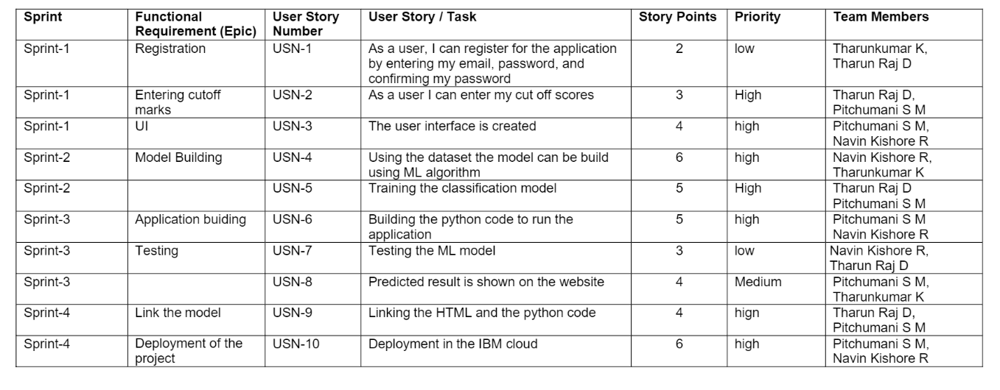 Sprint Functional Requirement (Epic) User Story Number User Story / Task Story Points Priority Team Members
Sprint-1 Registration USN-1 As a user, I can register for the application by entering my email, password, and confirming my password 2 low Tharunkumar K, Tharun Raj D
Sprint-1 Entering cutoff marks USN-2 As a user I can enter my cut off scores 3 High Tharun Raj D, Pitchumani S M
Sprint-1 UI USN-3 The user interface is created 4 high Pitchumani S M, Navin Kishore R
Sprint-2 Model Building USN-4 Using the dataset the model can be build using ML algorithm 6 high Navin Kishore R, Tharunkumar K
Sprint-2 USN-5 Training the classification model 5 High Tharun Raj D Pitchumani S M
Sprint-3 Application buiding USN-6 Building the python code to run the application 5 high Pitchumani S M Navin Kishore R
Sprint-3 Testing USN-7 Testing the ML model 3 low Navin Kishore R, Tharun Raj D
Sprint-3 USN-8 Predicted result is shown on the website 4 Medium Pitchumani S M, Tharunkumar K
Sprint-4 Link the model USN-9 Linking the HTML and the python code 4 hign Tharun Raj D, Pitchumani S M
Sprint-4 Deployment of the project USN-10 Deployment in the IBM cloud 6 high Pitchumani S M, Navin Kishore R